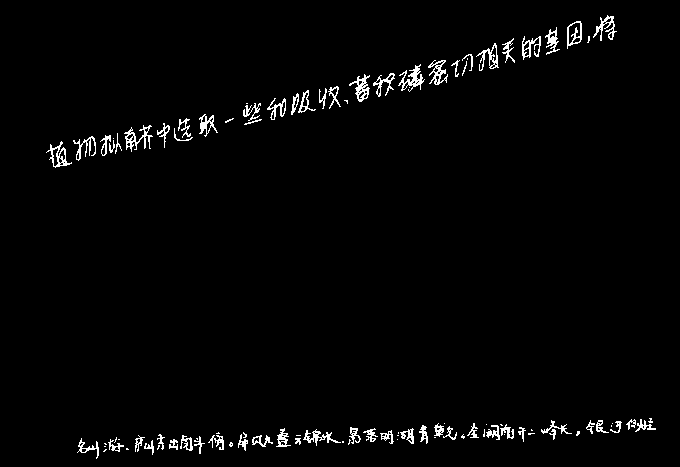 植物拟南芥中选取一些和吸收、蓄积磷密切相关的基因,将
名山游、庐山秀出南斗傍。屏风九叠云锦张、影落明湖青黛光。金阙前开二峰长，银河倒挂